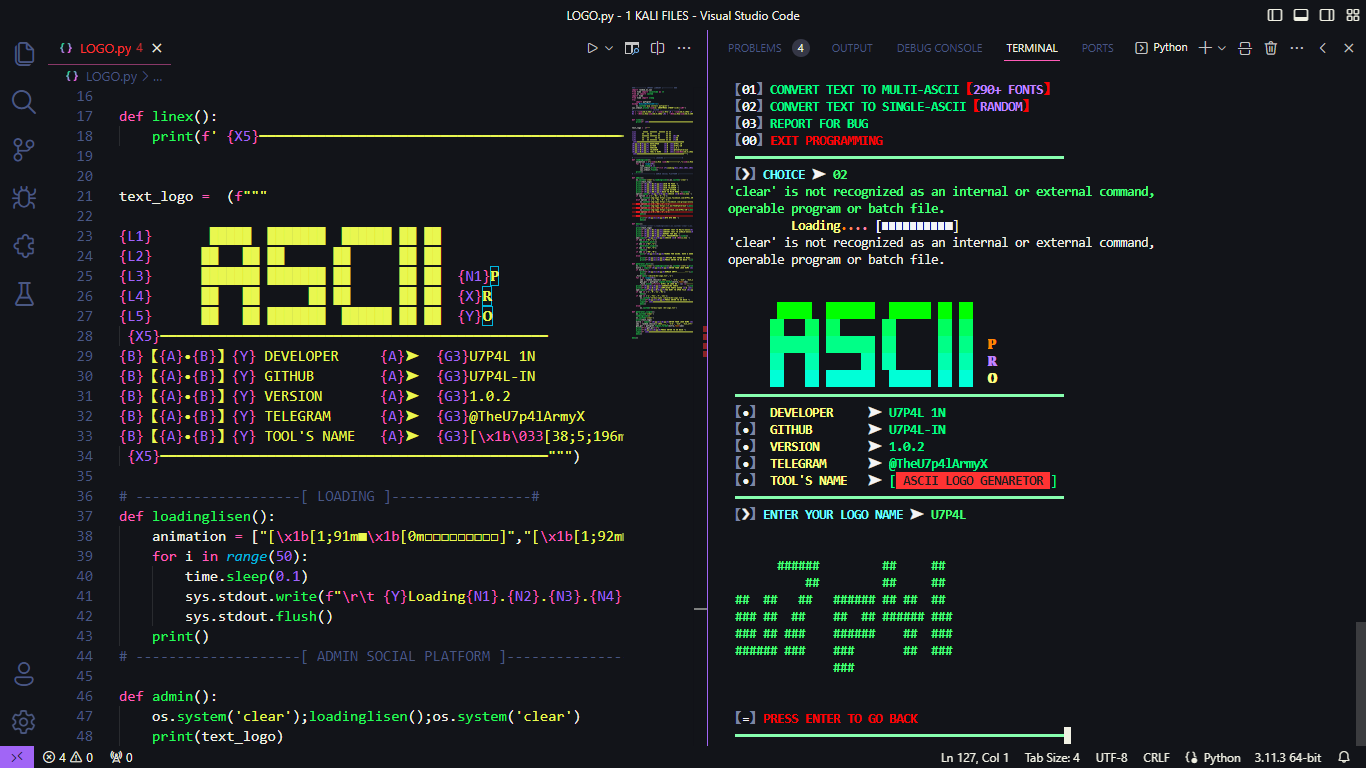 LOGO.py - 1 KALI FILES - Visual Studio Code
LOGO.py 4
LOGO.py > ...
16
17 def linex():
18 print(f' {X5}━━━━━━━━━━━━━━━━━━━━━━━━━━━━━━━━━━━━━━━━━━━━
19
20
21 text_logo = (f"""
22
23 {L1}
24 {L2}
25 {L3} {N1}P
26 {L4} {X}R
27 {L5} {Y}O
28 {X5}━━━━━━━━━━━━━━━━━━━━━━━━━━━━━━━━━━━━━━━━━━━━━━━
29 {B}【{A}•{B}】{Y} DEVELOPER {A}➤ {G3}U7P4L 1N
30 {B}【{A}•{B}】{Y} GITHUB {A}➤ {G3}U7P4L-IN
31 {B}【{A}•{B}】{Y} VERSION {A}➤ {G3}1.0.2
32 {B}【{A}•{B}】{Y} TELEGRAM {A}➤ {G3}@TheU7p4lArmyX
33 {B}【{A}•{B}】{Y} TOOL'S NAME {A}➤ {G3}[\x1b\033[38;5;196m
34 {X5}━━━━━━━━━━━━━━━━━━━━━━━━━━━━━━━━━━━━━━━━━━━━━━━""")
35
36 # --------------------[ LOADING ]-----------------#
37 def loadinglisen():
38 animation = ["[\x1b[1;91m■\x1b[0m□□□□□□□□□]","[\x1b[1;92m
39 for i in range(50):
40 time.sleep(0.1)
41 sys.stdout.write(f"\r\t {Y}Loading{N1}.{N2}.{N3}.{N4}
42 sys.stdout.flush()
43 print()
44 # --------------------[ ADMIN SOCIAL PLATFORM ]--------------
45
46 def admin():
47 os.system('clear');loadinglisen();os.system('clear')
48 print(text_logo)
PROBLEMS 4 OUTPUT DEBUG CONSOLE TERMINAL PORTS Python
【01】CONVERT TEXT TO MULTI-ASCII【290+ FONTS】
【02】CONVERT TEXT TO SINGLE-ASCII【RANDOM】
【03】REPORT FOR BUG
【00】EXIT PROGRAMMING
【❯】CHOICE ➤ 02
'clear' is not recognized as an internal or external command,
operable program or batch file.
Loading.... [■■■■■■■■■■]
'clear' is not recognized as an internal or external command,
operable program or batch file.
ASCII
P
R
O
【•】 DEVELOPER ➤ U7P4L 1N
【•】 GITHUB ➤ U7P4L-IN
【•】 VERSION ➤ 1.0.2
【•】 TELEGRAM ➤ @TheU7p4lArmyX
【•】 TOOL'S NAME ➤ [ ASCII LOGO GENARETOR ]
【❯】ENTER YOUR LOGO NAME ➤ U7P4L
【=】PRESS ENTER TO GO BACK
4 0 0 Ln 127, Col 1 Tab Size: 4 UTF-8 CRLF Python 3.11.3 64-bit